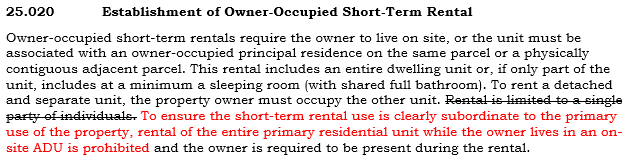 25.020 Establishment of Owner-Occupied Short-Term Rental
Owner-occupied short-term rentals require the owner to live on site, or the unit must be
associated with an owner-occupied principal residence on the same parcel or a physically
contiguous adjacent parcel. This rental includes an entire dwelling unit or, if only part of the
unit, includes at a minimum a sleeping room (with shared full bathroom). To rent a detached
and separate unit, the property owner must occupy the other unit. Rental is limited to a single
party of individuals. To ensure the short-term rental use is clearly subordinate to the primary
use of the property, rental of the entire primary residential unit while the owner lives in an on-
site ADU is prohibited and the owner is required to be present during the rental.